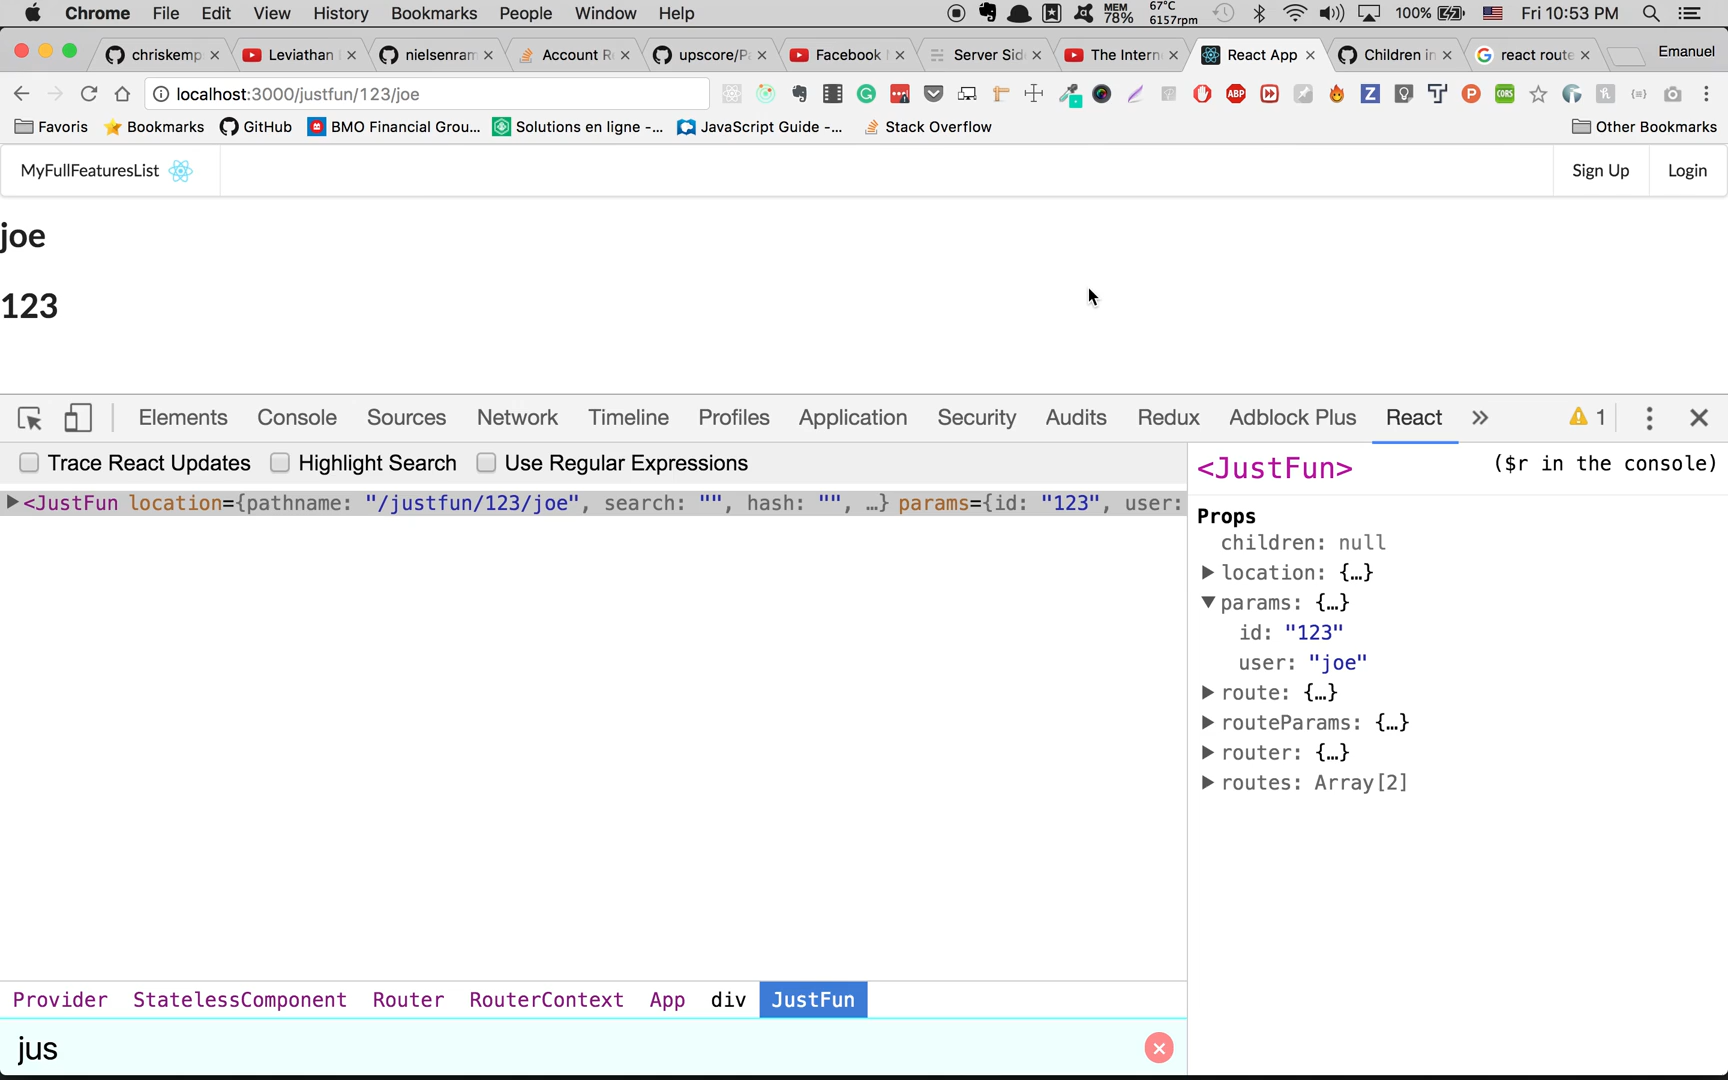 Chrome File Edit View History Bookmarks People Window Help MEM 78% 67°C 6157rpm 100% Fri 10:53 PM
chriskemp Leviathan nielsenram Account R upscore/P Facebook Server Sid The Intern React App Children in react route Emanuel
localhost:3000/justfun/123/joe ABP CORS
Favoris Bookmarks GitHub BMO Financial Grou... Solutions en ligne -... JavaScript Guide -... Stack Overflow Other Bookmarks
MyFullFeaturesList Sign Up Login
joe
123
Elements Console Sources Network Timeline Profiles Application Security Audits Redux Adblock Plus React » 1
Trace React Updates Highlight Search Use Regular Expressions
<JustFun> ($r in the console)
<JustFun location={pathname: "/justfun/123/joe", search: "", hash: "", …} params={id: "123", user:
Props
children: null
location: {…}
params: {…}
id: "123"
user: "joe"
route: {…}
routeParams: {…}
router: {…}
routes: Array[2]
Provider StatelessComponent Router RouterContext App div JustFun
jus